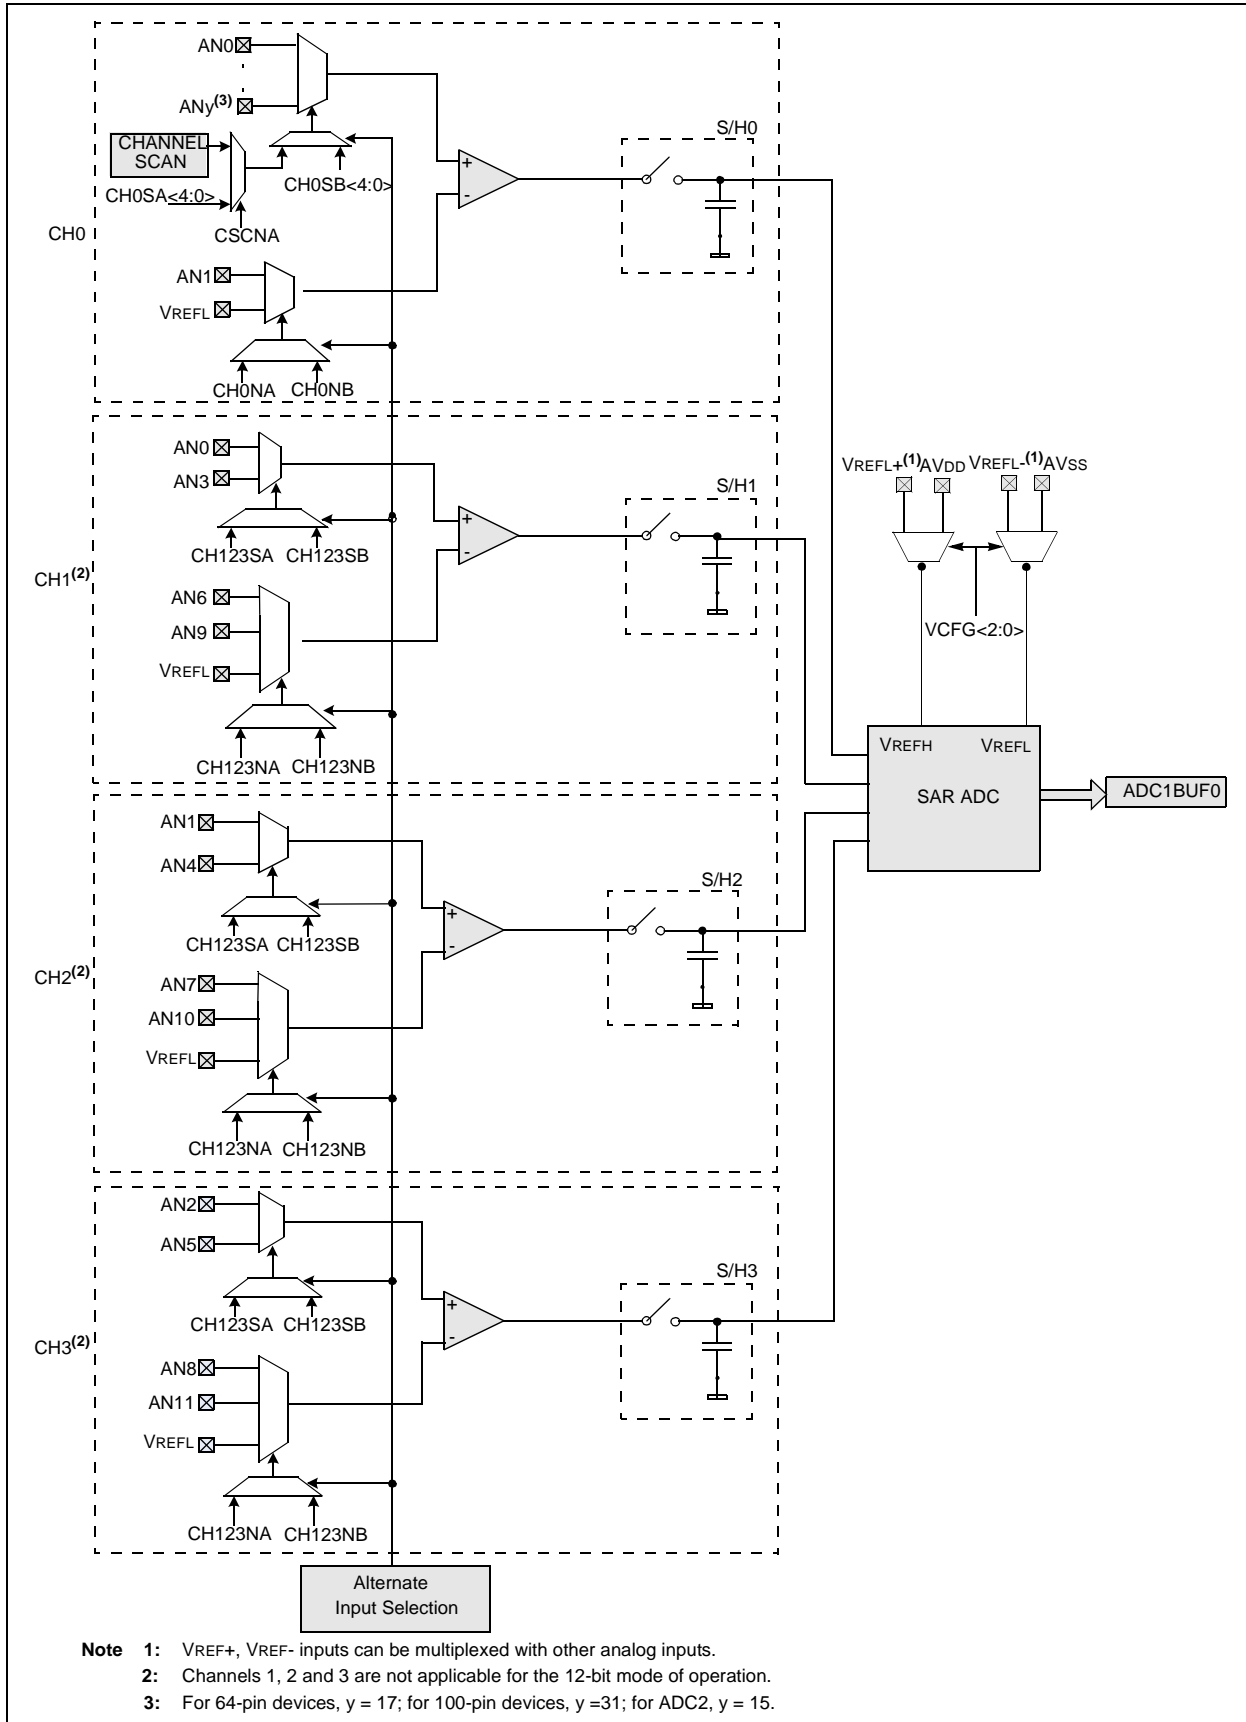 AN0
ANy(3)
CHANNEL
SCAN
CH0SA<4:0>
CH0SB<4:0>
CSCNA
CH0
AN1
VREFL
CH0NA CH0NB
+
-
S/H0
AN0
AN3
CH123SA CH123SB
CH1(2)
AN6
AN9
VREFL
CH123NA CH123NB
+
-
S/H1
VREFL+(1)AVDD VREFL-(1)AVSS
VCFG<2:0>
VREFH VREFL
SAR ADC
ADC1BUF0
AN1
AN4
CH123SA CH123SB
CH2(2)
AN7
AN10
VREFL
CH123NA CH123NB
+
-
S/H2
AN2
AN5
CH123SA CH123SB
CH3(2)
AN8
AN11
VREFL
CH123NA CH123NB
+
-
S/H3
Alternate
Input Selection
Note 1: VREF+, VREF- inputs can be multiplexed with other analog inputs.
2: Channels 1, 2 and 3 are not applicable for the 12-bit mode of operation.
3: For 64-pin devices, y = 17; for 100-pin devices, y =31; for ADC2, y = 15.